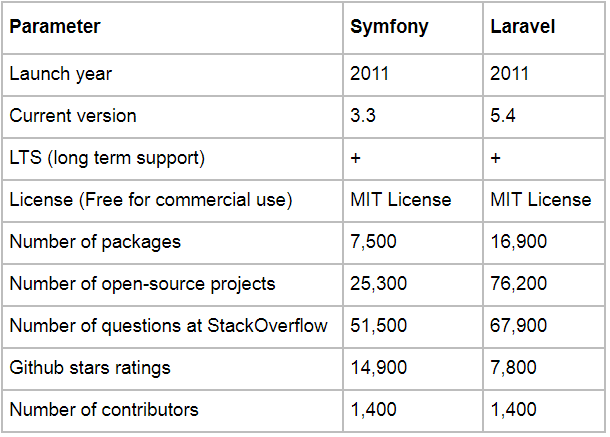 Parameter Symfony Laravel
Launch year 2011 2011
Current version 3.3 5.4
LTS (long term support) + +
License (Free for commercial use) MIT License MIT License
Number of packages 7,500 16,900
Number of open-source projects 25,300 76,200
Number of questions at StackOverflow 51,500 67,900
Github stars ratings 14,900 7,800
Number of contributors 1,400 1,400